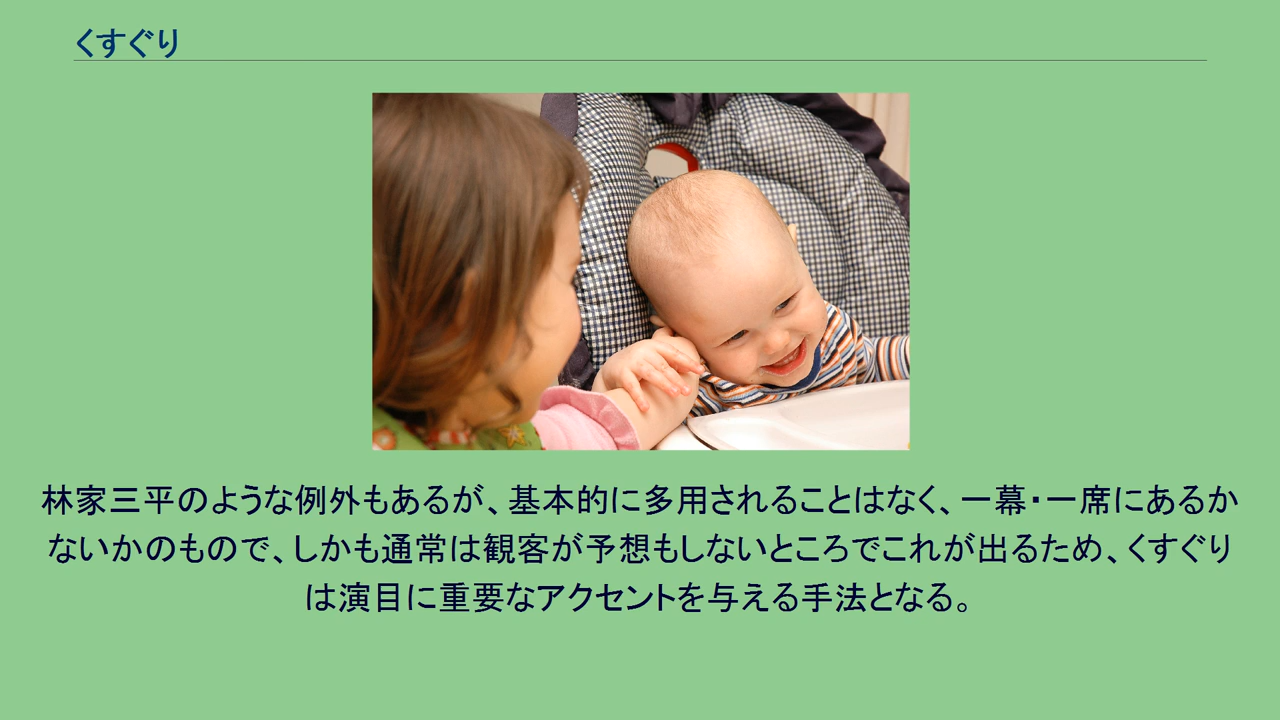 くすぐり
林家三平のような例外もあるが、基本的に多用されることはなく、一幕・一席にあるか
ないかのもので、しかも通常は観客が予想もしないところでこれが出るため、くすぐり
は演目に重要なアクセントを与える手法となる。